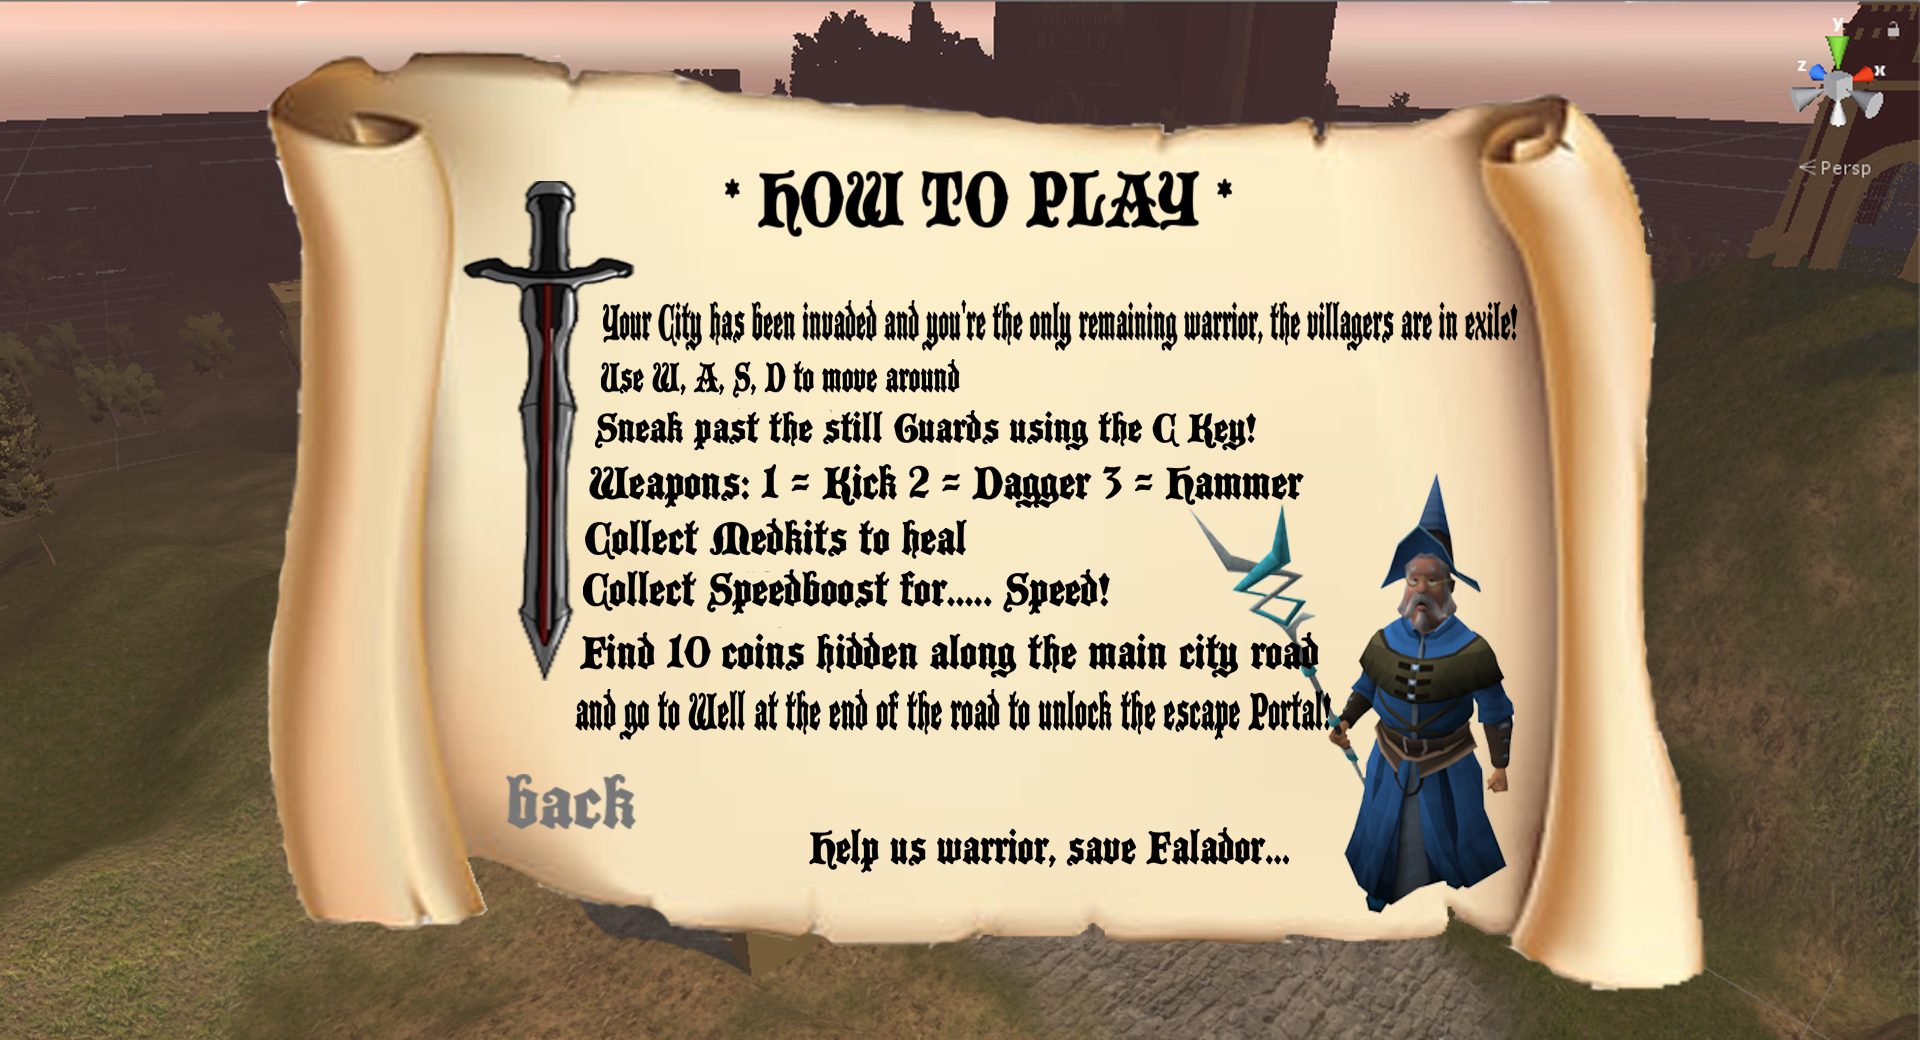 * HOW TO PLAY *
Your City has been invaded and you're the only remaining warrior, the villagers are in exile!
Use W, A, S, D to move around
Sneak past the still Guards using the C Key!
Weapons: 1 = Kick 2 = Dagger 3 = Hammer
Collect Medkits to heal
Collect Speedboost for..... Speed!
Find 10 coins hidden along the main city road
and go to Well at the end of the road to unlock the escape Portal!
back
Help us warrior, save Falador...
y
z x
< Persp